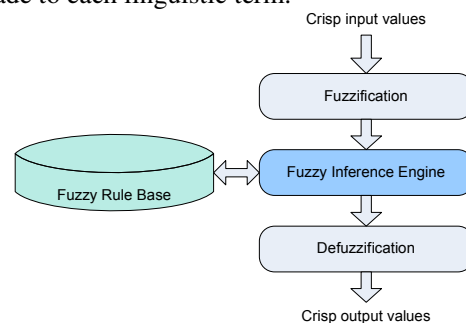 ade to each linguistic term.
Crisp input values
Fuzzification
Fuzzy Inference Engine
Fuzzy Rule Base
Defuzzification
Crisp output values